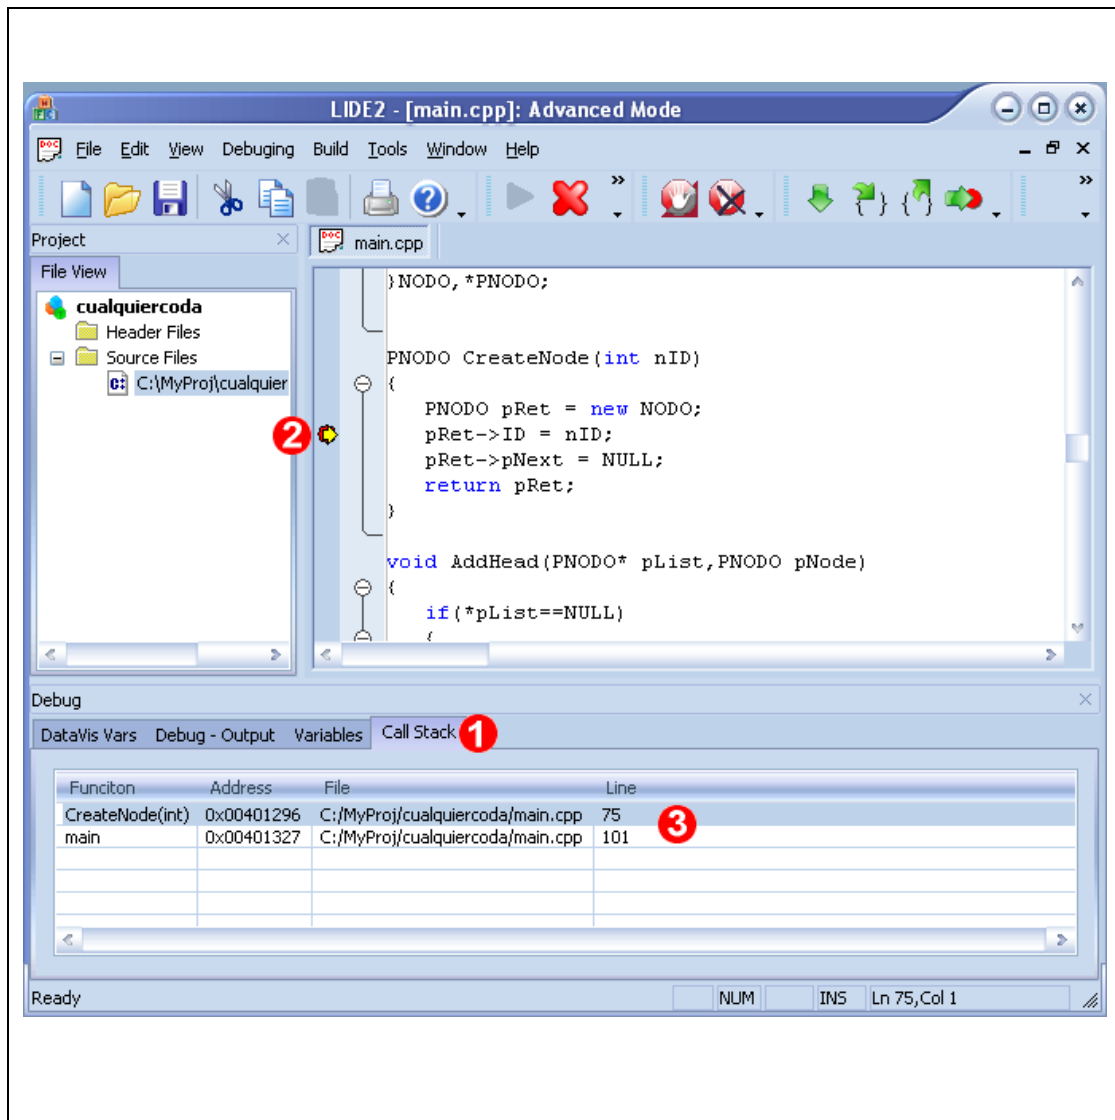 LIDE2 - [main.cpp]: Advanced Mode
File Edit View Debuging Build Tools Window Help
Project
main.cpp
File View
cualquiercoda
Header Files
Source Files
C:\MyProj\cualquier
}NODO,*PNODO;
PNODO CreateNode(int nID)
{
PNODO pRet = new NODO;
2
pRet->ID = nID;
pRet->pNext = NULL;
return pRet;
}
void AddHead(PNODO* pList,PNODO pNode)
{
if(*pList==NULL)
{
Debug
DataVis Vars Debug - Output Variables Call Stack 1
Funciton Address File Line
CreateNode(int) 0x00401296 C:/MyProj/cualquiercoda/main.cpp 75
3
main 0x00401327 C:/MyProj/cualquiercoda/main.cpp 101
Ready NUM INS Ln 75,Col 1